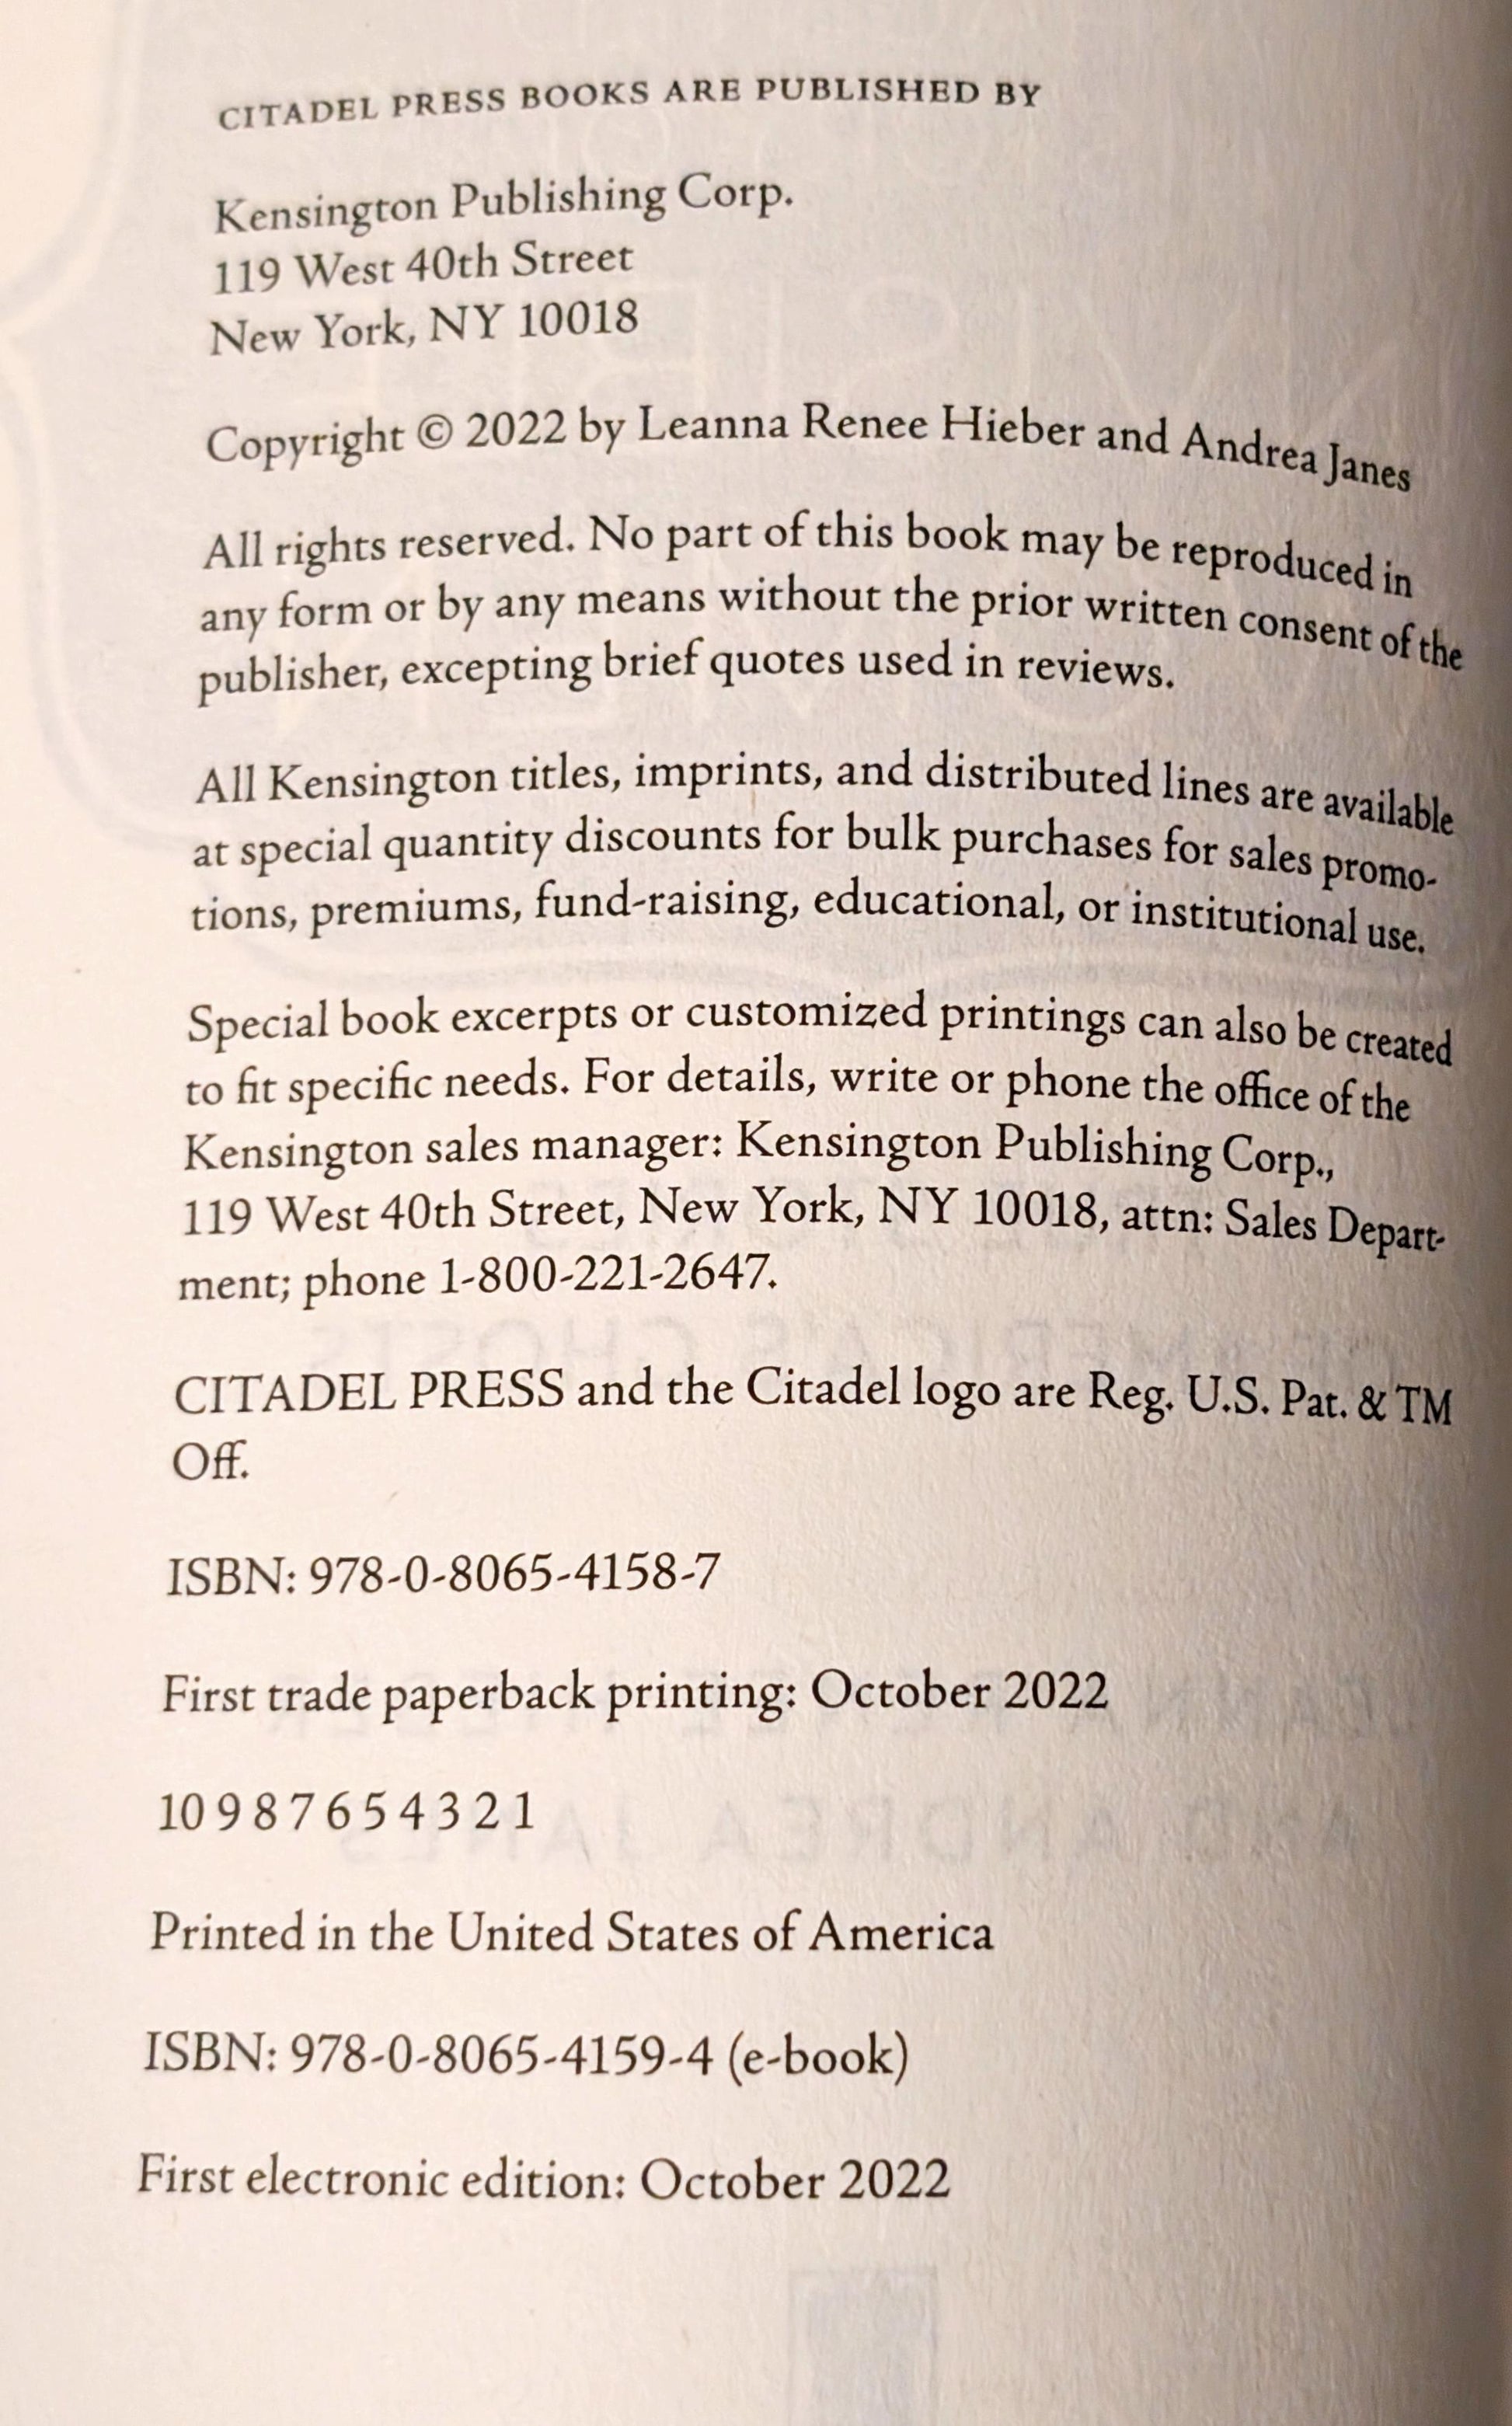 CITADEL PRESS BOOKS ARE PUBLISHED BY
Kensington Publishing Corp.
119 West 40th Street
New York, NY 10018
Copyright © 2022 by Leanna Renee Hieber and Andrea Janes
All rights reserved. No part of this book may be reproduced in
any form or by any means without the prior written consent of the
publisher, excepting brief quotes used in reviews.
All Kensington titles, imprints, and distributed lines are available
at special quantity discounts for bulk purchases for sales promo-
tions, premiums, fund-raising, educational, or institutional use.
Special book excerpts or customized printings can also be created
to fit specific needs. For details, write or phone the office of the
Kensington sales manager: Kensington Publishing Corp.,
119 West 40th Street, New York, NY 10018, attn: Sales Depart-
ment; phone 1-800-221-2647.
CITADEL PRESS and the Citadel logo are Reg. U.S. Pat. & TM
Off.
ISBN: 978-0-8065-4158-7
First trade paperback printing: October 2022
10 9 8 7 6 5 4 3 2 1
Printed in the United States of America
ISBN: 978-0-8065-4159-4 (e-book)
First electronic edition: October 2022